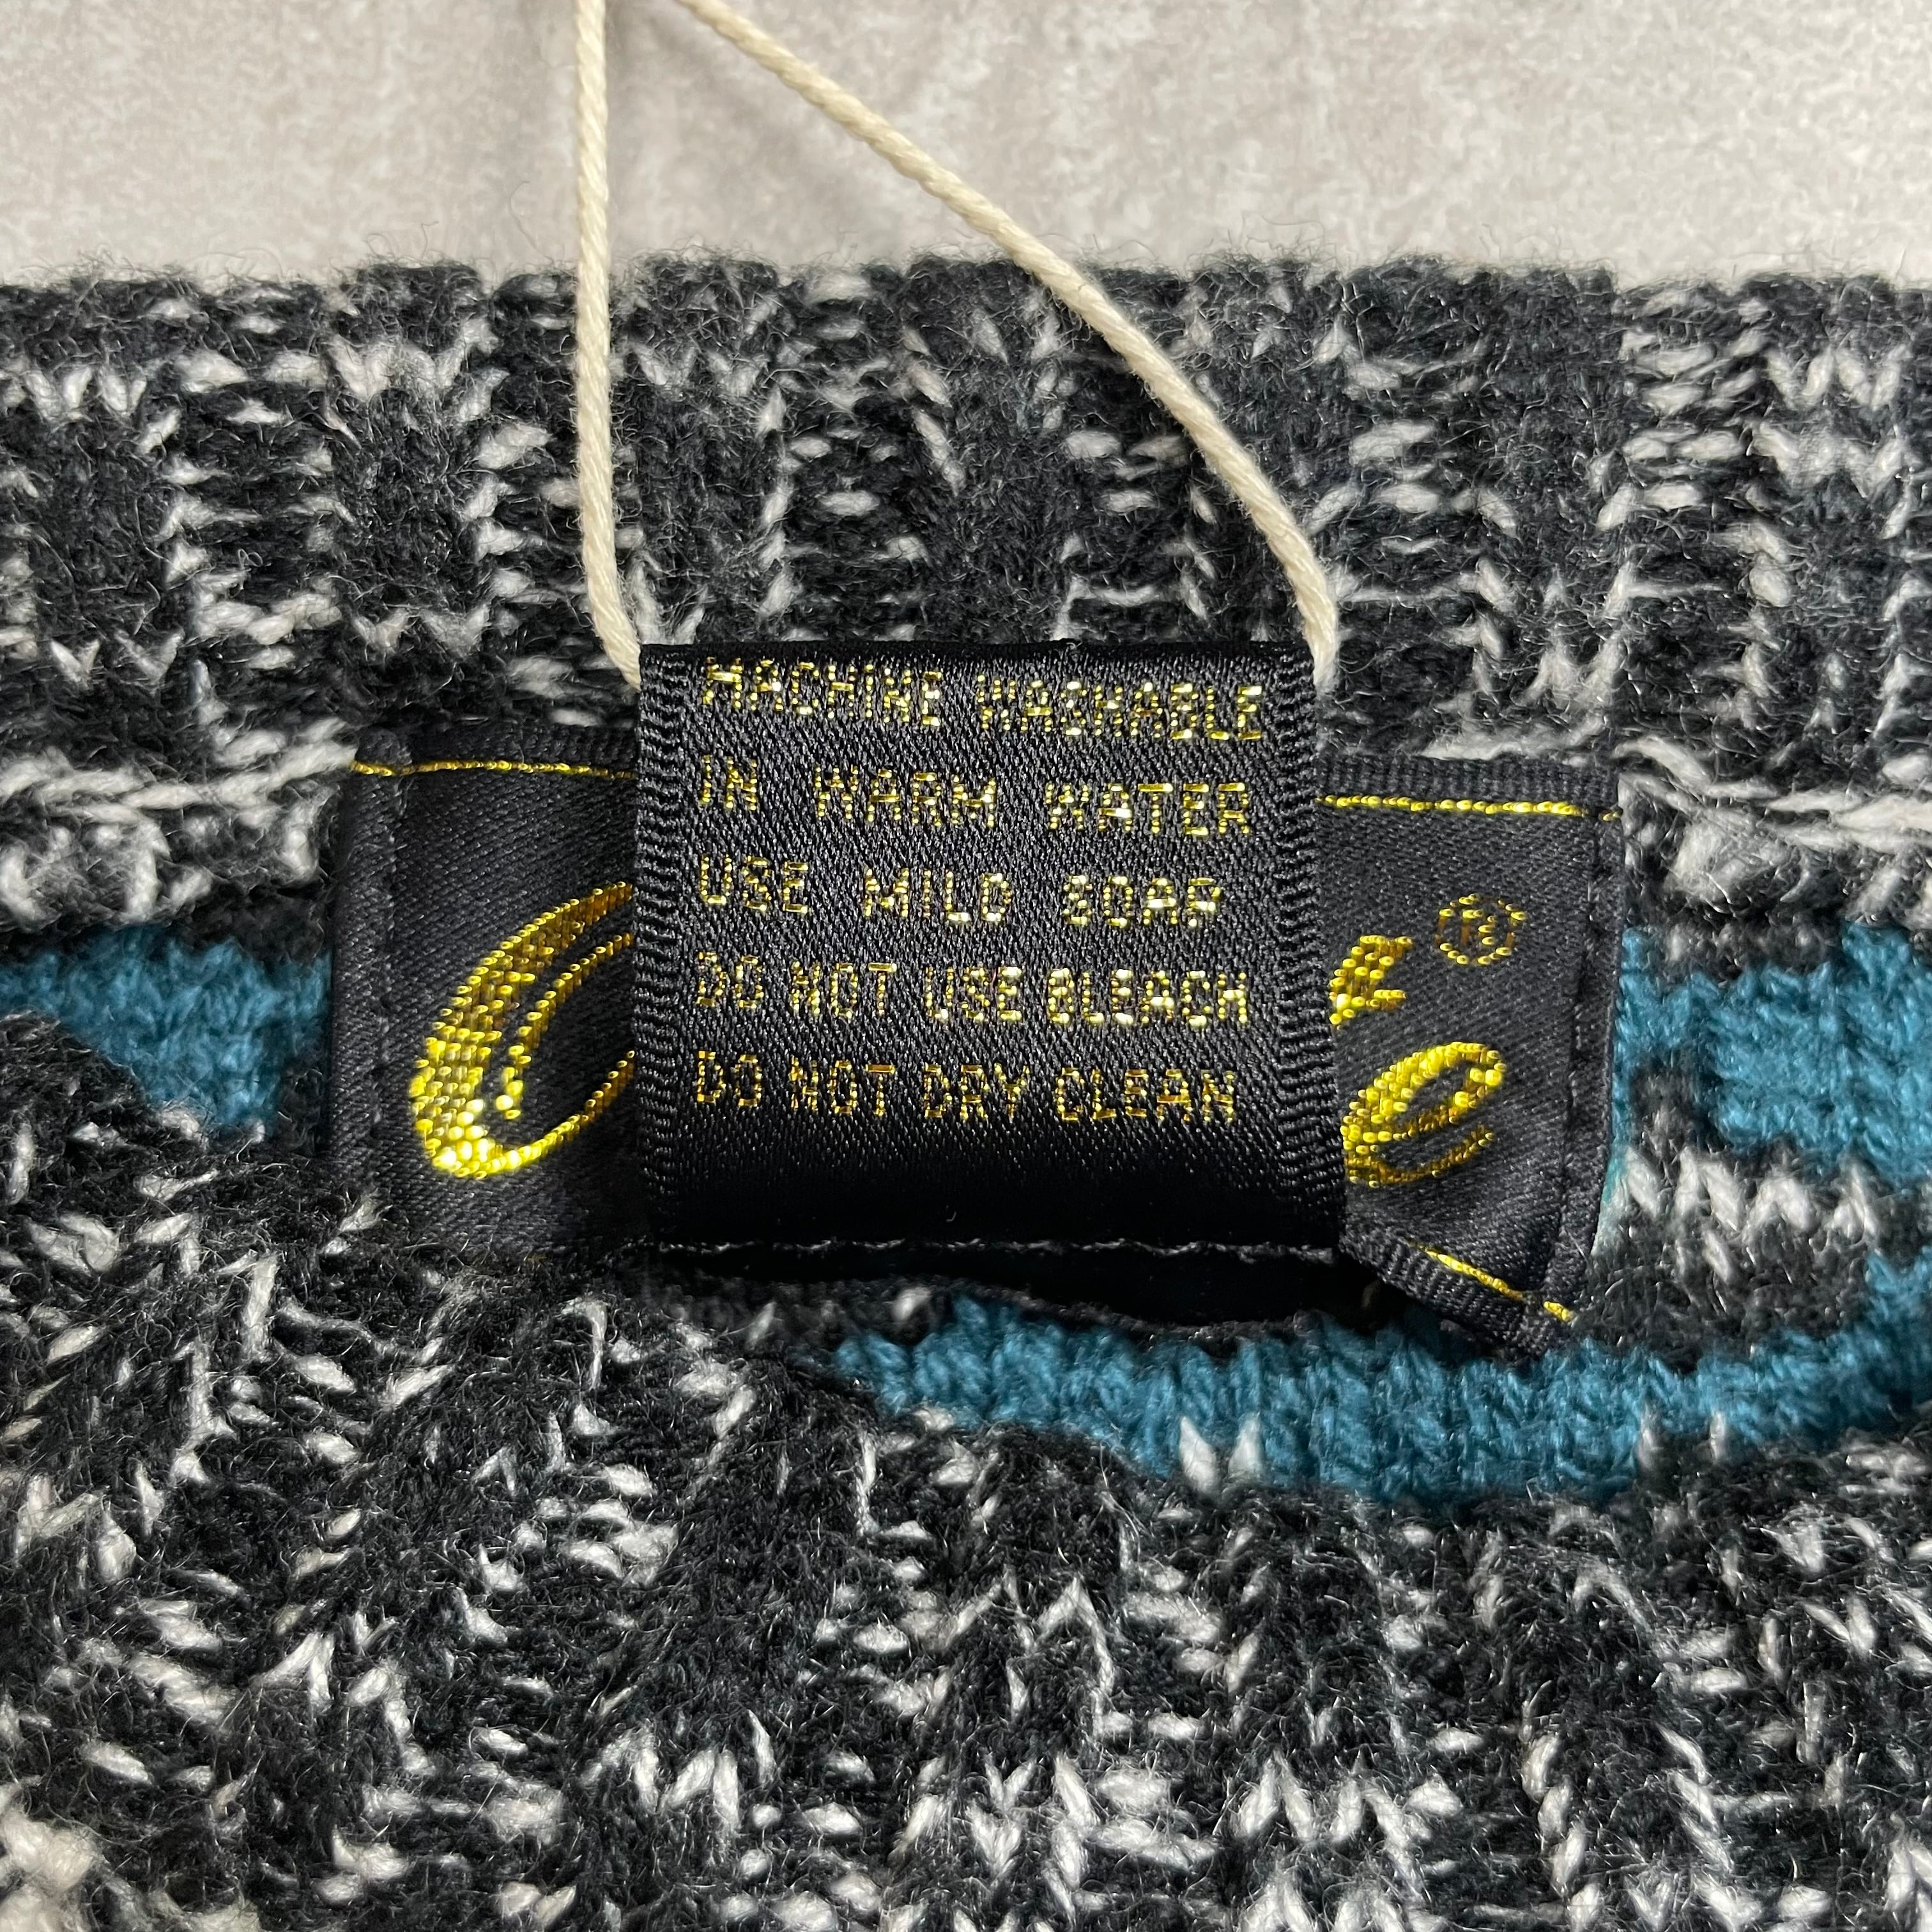 MACHINE WASHABLE
IN WARM WATER
USE MILD SOAP
DO NOT USE BLEACH
DO NOT DRY CLEAN
®